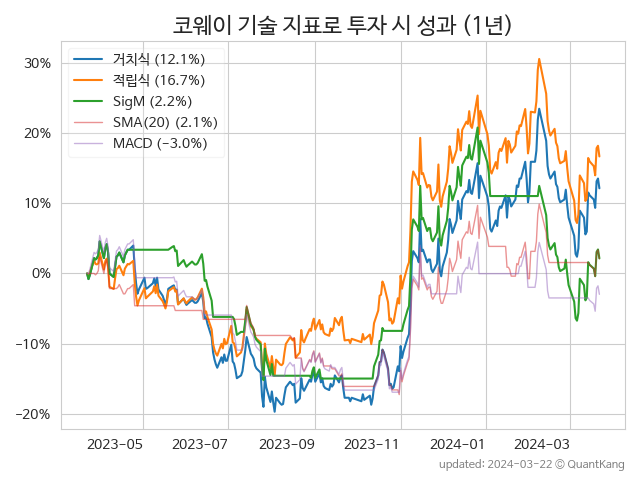 코웨이 기술 지표로 투자 시 성과 (1년)
거치식 (12.1%)
적립식 (16.7%)
SigM (2.2%)
SMA(20) (2.1%)
MACD (−3.0%)
30%
20%
10%
0%
−10%
−20%
2023-05 2023-07 2023-09 2023-11 2024-01 2024-03
updated: 2024-03-22 © QuantKang